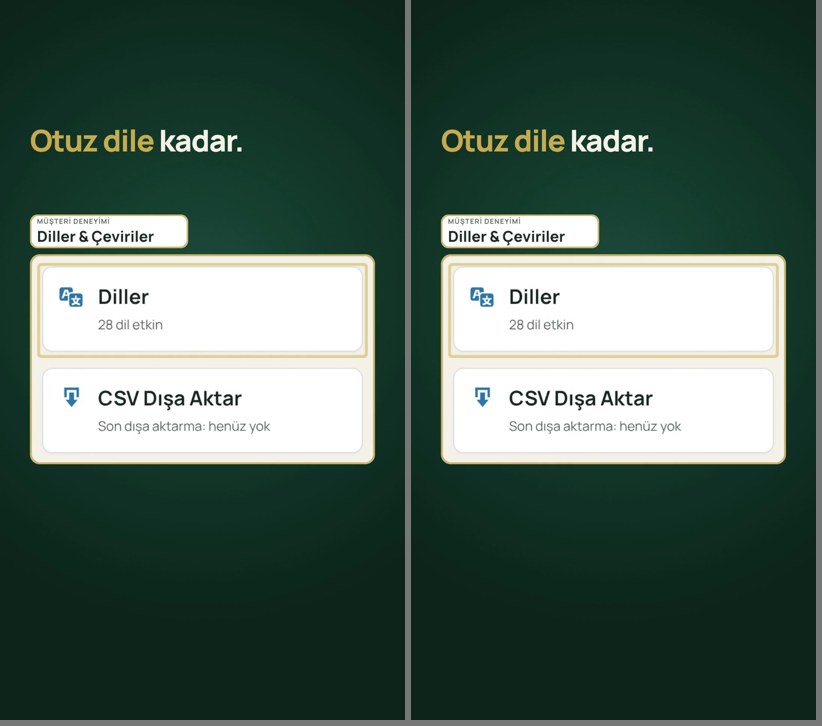 Otuz dile kadar.
MÜŞTERİ DENEYİMİ
Diller & Çeviriler
Diller
28 dil etkin
CSV Dışa Aktar
Son dışa aktarma: henüz yok
Otuz dile kadar.
MÜŞTERİ DENEYİMİ
Diller & Çeviriler
Diller
28 dil etkin
CSV Dışa Aktar
Son dışa aktarma: henüz yok